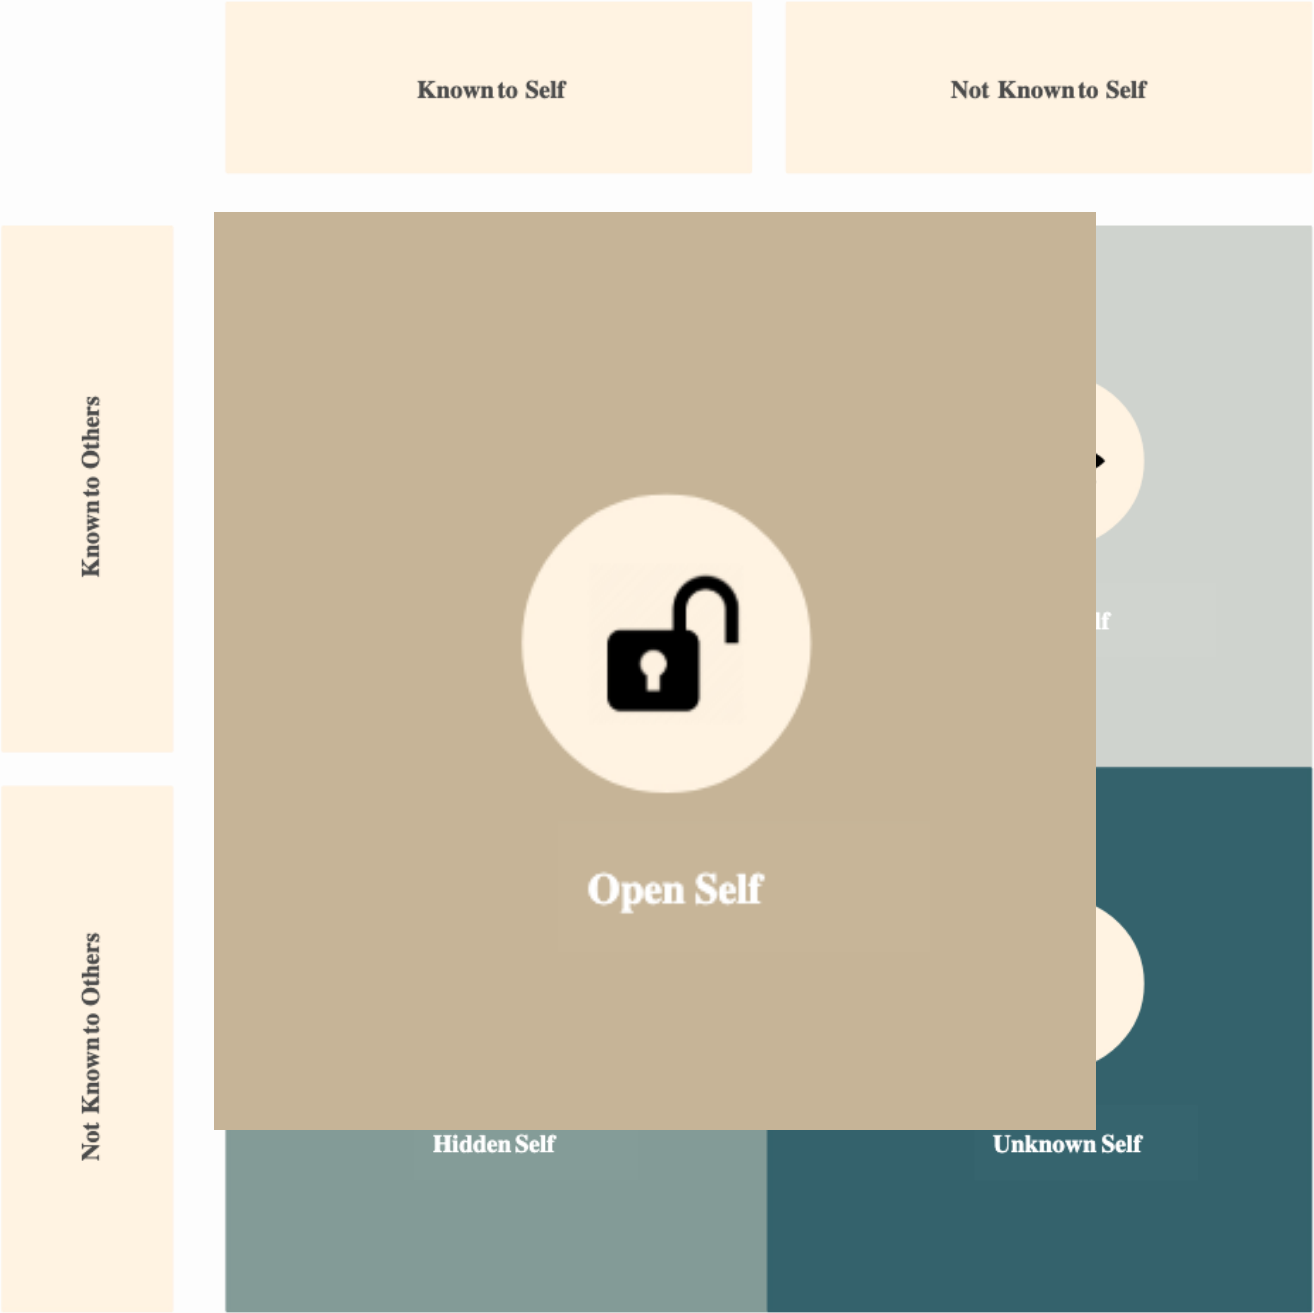 Known to Self
Not Known to Self
Known to Others
Open Self
Not Known to Others
Hidden Self
Unknown Self